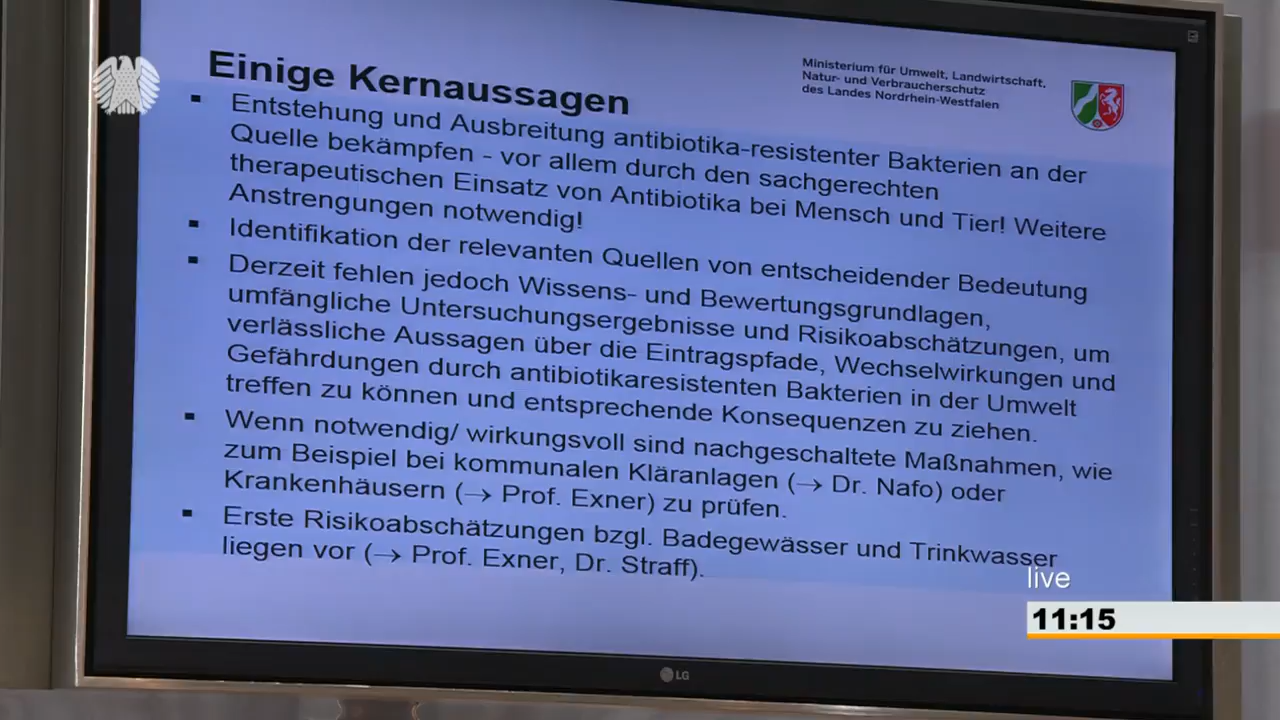 Einige Kernaussagen
Ministerium für Umwelt, Landwirtschaft,
Natur- und Verbraucherschutz
des Landes Nordrhein-Westfalen
▪ Entstehung und Ausbreitung antibiotika-resistenter Bakterien an der
Quelle bekämpfen - vor allem durch den sachgerechten
therapeutischen Einsatz von Antibiotika bei Mensch und Tier! Weitere
Anstrengungen notwendig!
▪ Identifikation der relevanten Quellen von entscheidender Bedeutung
▪ Derzeit fehlen jedoch Wissens- und Bewertungsgrundlagen,
umfängliche Untersuchungsergebnisse und Risikoabschätzungen, um
verlässliche Aussagen über die Eintragspfade, Wechselwirkungen und
Gefährdungen durch antibiotikaresistenten Bakterien in der Umwelt
treffen zu können und entsprechende Konsequenzen zu ziehen.
▪ Wenn notwendig/ wirkungsvoll sind nachgeschaltete Maßnahmen, wie
zum Beispiel bei kommunalen Kläranlagen (→ Dr. Nafo) oder
Krankenhäusern (→ Prof. Exner) zu prüfen.
▪ Erste Risikoabschätzungen bzgl. Badegewässer und Trinkwasser
liegen vor (→ Prof. Exner, Dr. Straff).
live
11:15
LG